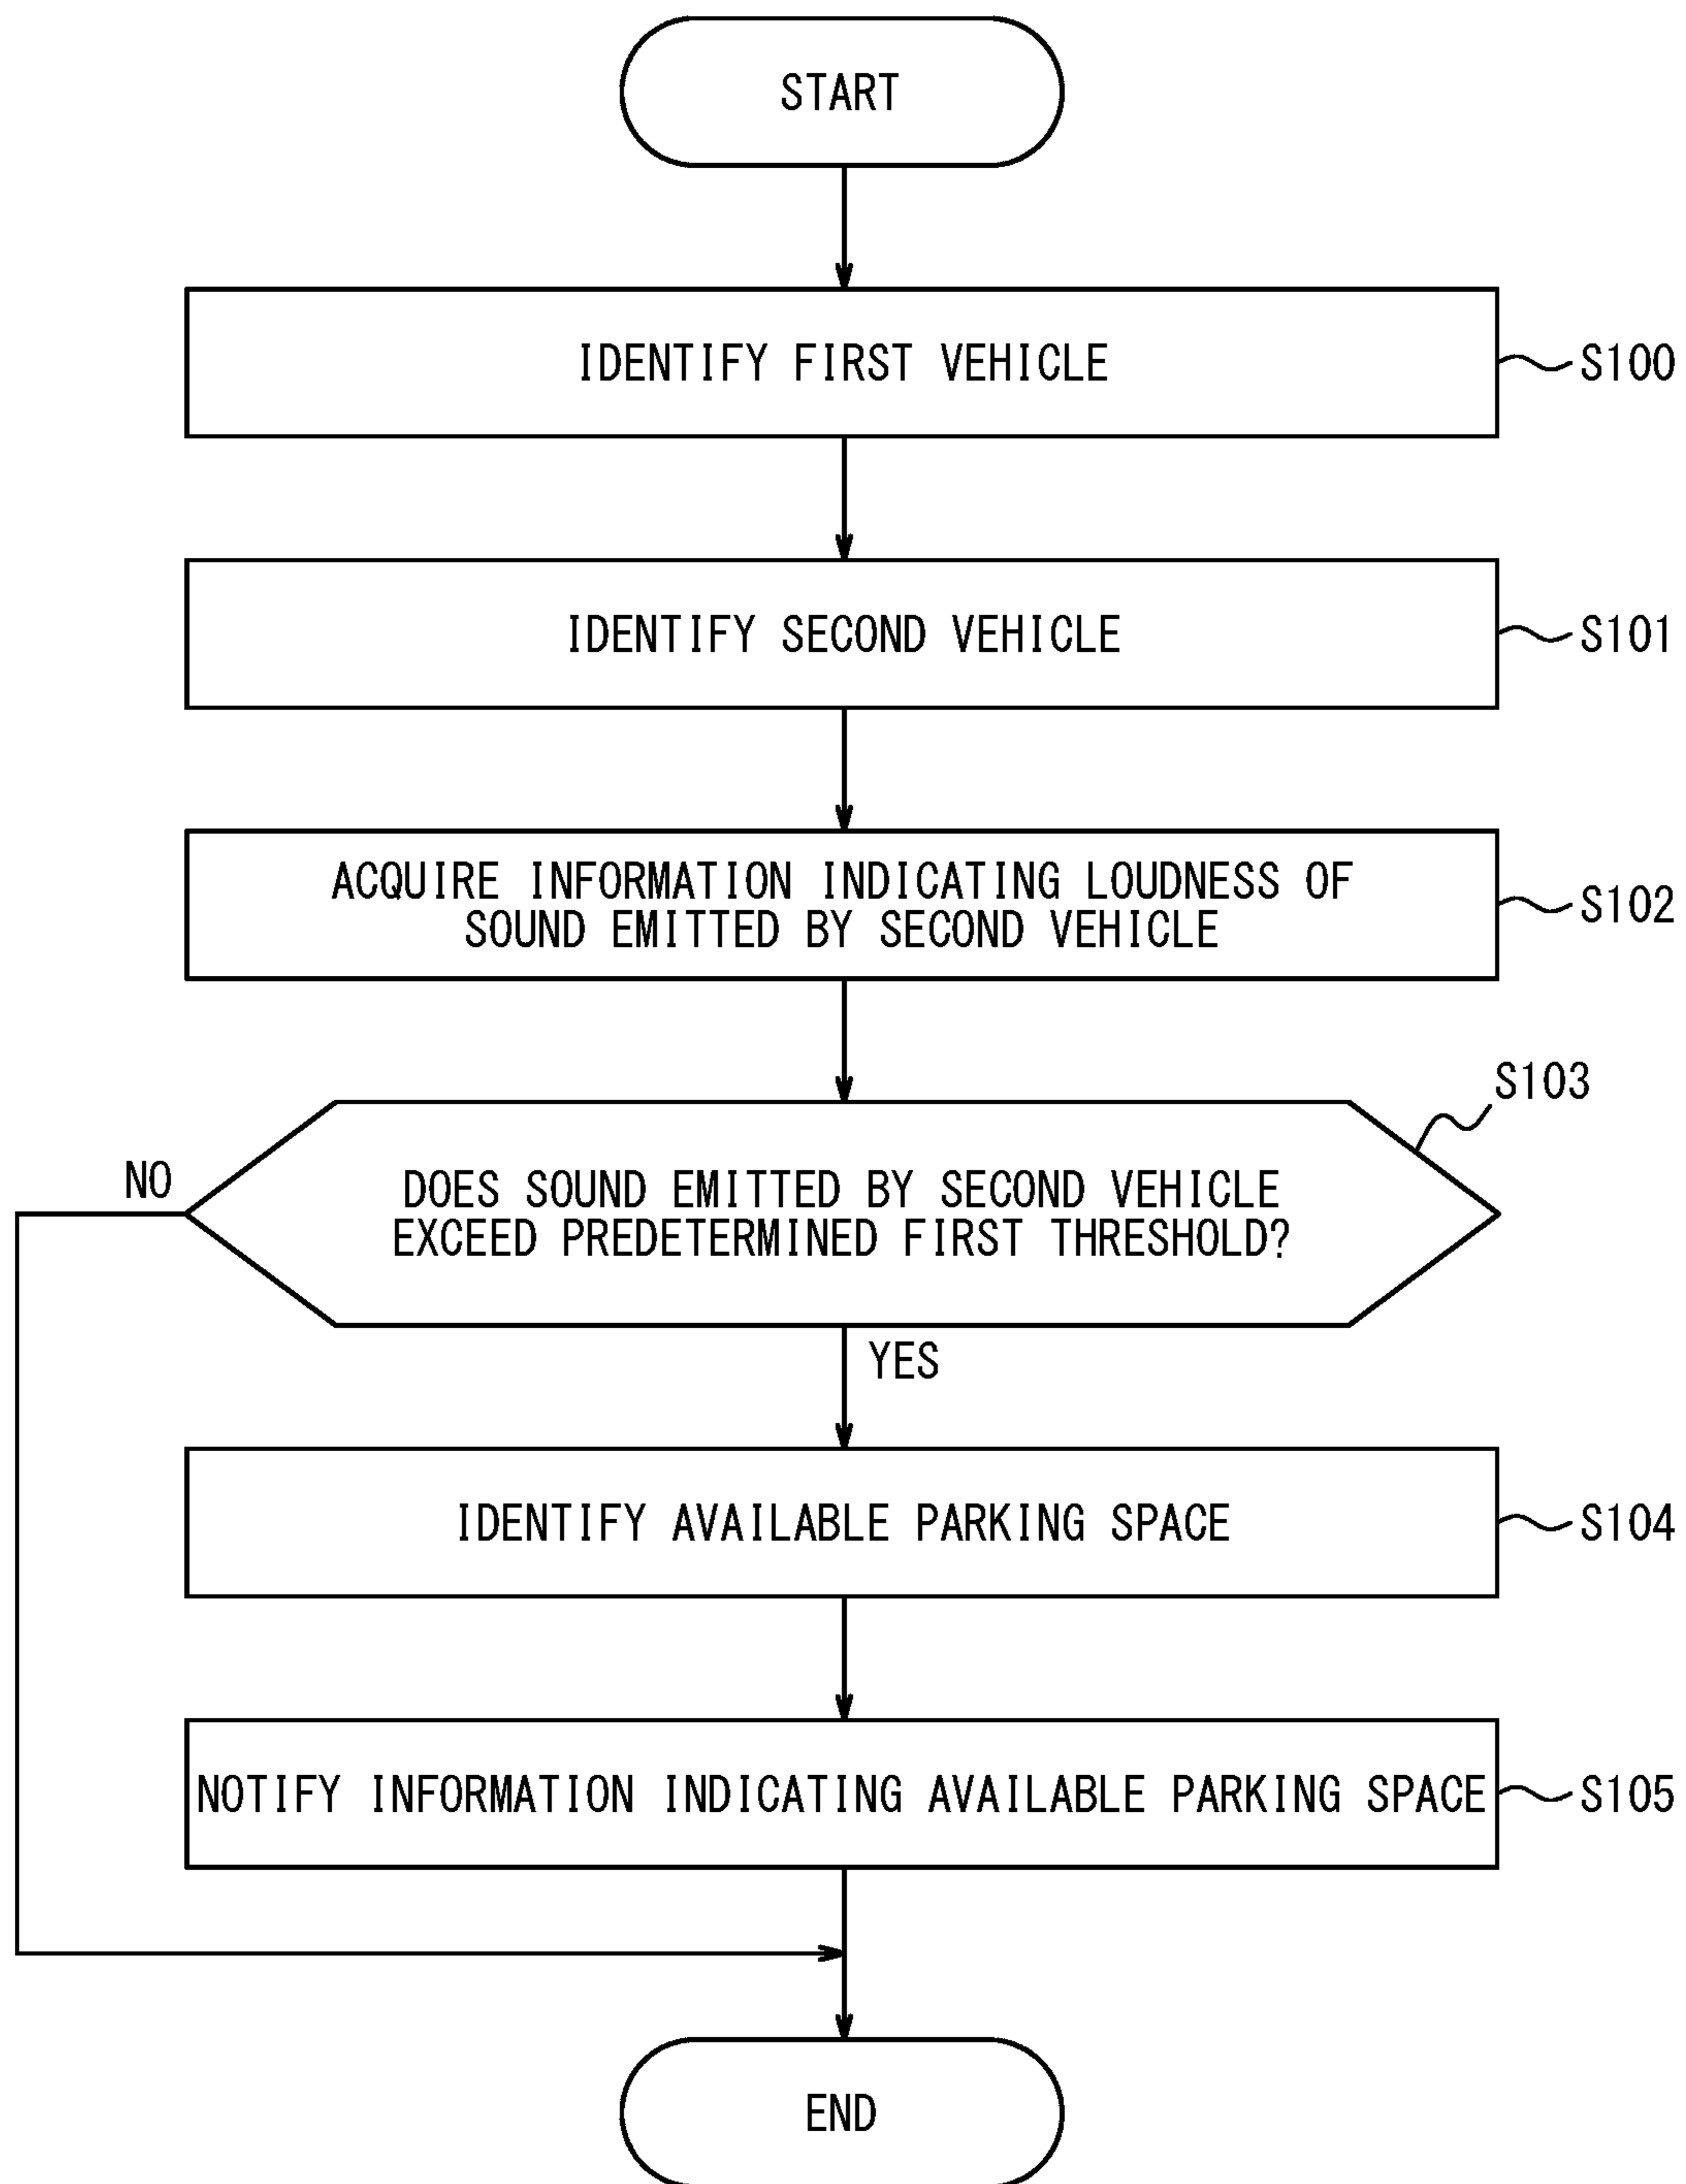 START
IDENTIFY FIRST VEHICLE
S100
IDENTIFY SECOND VEHICLE
S101
ACQUIRE INFORMATION INDICATING LOUDNESS OF
SOUND EMITTED BY SECOND VEHICLE
S102
S103
NO
DOES SOUND EMITTED BY SECOND VEHICLE
EXCEED PREDETERMINED FIRST THRESHOLD?
YES
IDENTIFY AVAILABLE PARKING SPACE
S104
NOTIFY INFORMATION INDICATING AVAILABLE PARKING SPACE
S105
END